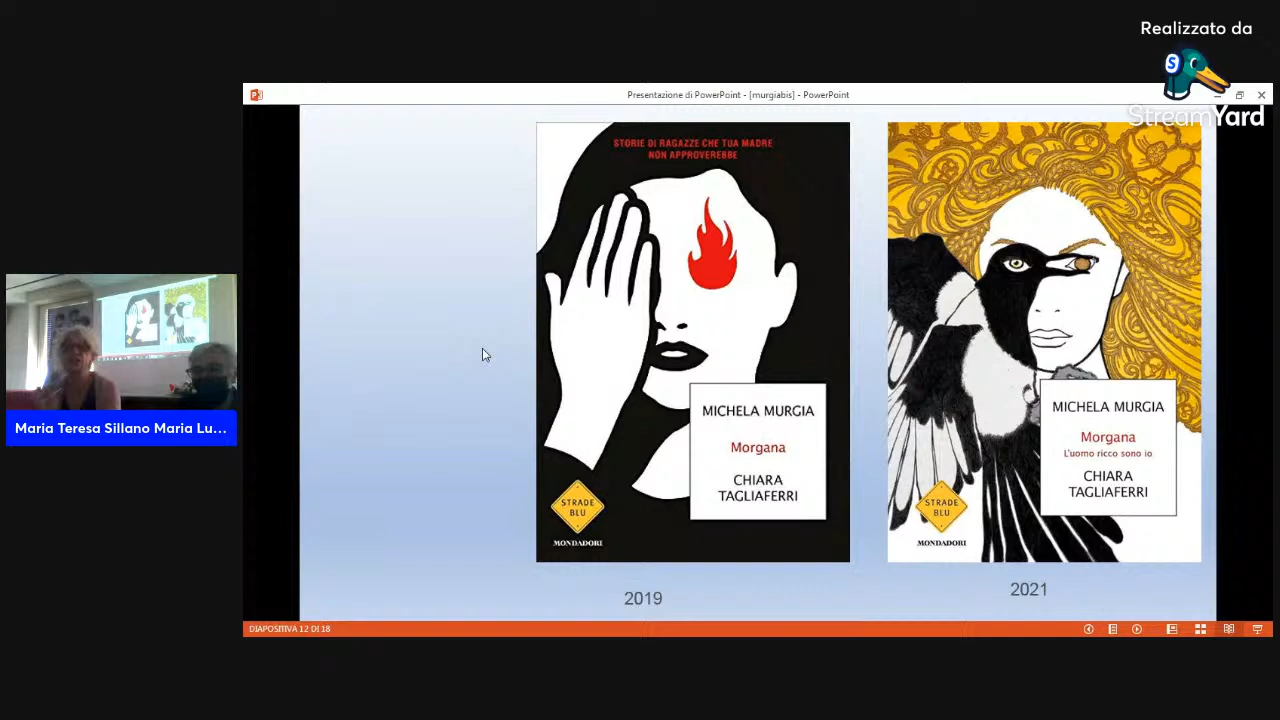 Realizzato da
StreamYard
Presentazione di PowerPoint - [murgiabis] - PowerPoint
STORIE DI RAGAZZE CHE TUA MADRE
NON APPROVEREBBE
MICHELA MURGIA
Morgana
CHIARA
TAGLIAFERRI
STRADE
BLU
MONDADORI
2019
MICHELA MURGIA
Morgana
L'uomo ricco sono io
CHIARA
TAGLIAFERRI
STRADE
BLU
MONDADORI
2021
Maria Teresa Sillano Maria Lu...
DIAPOSITIVA 12 DI 18